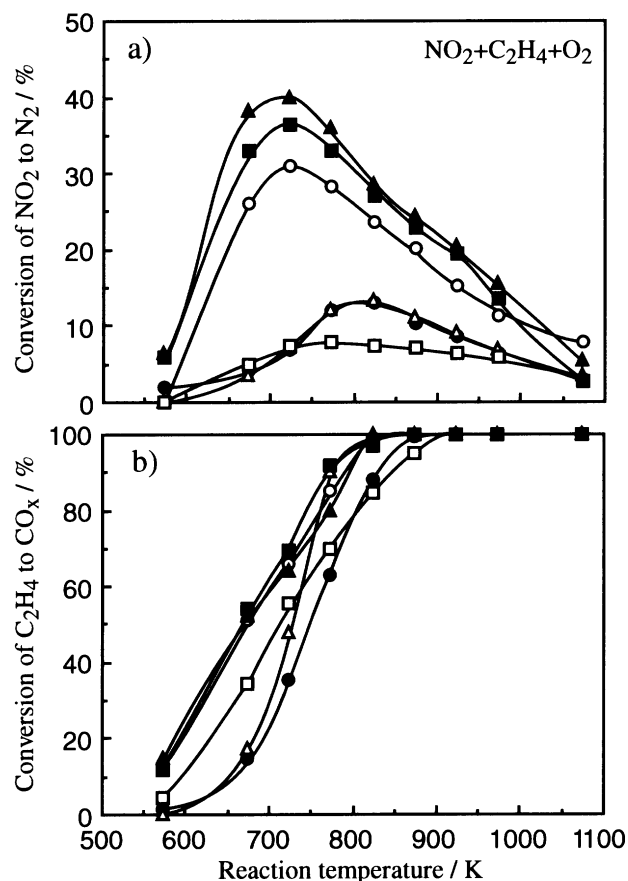 50
a)
NO2+C2H4+O2
40
30
20
10
0
Conversion of NO2 to N2 / %
100
b)
80
60
40
20
0
Conversion of C2H4 to COx / %
500 600 700 800 900 1000 1100
Reaction temperature / K